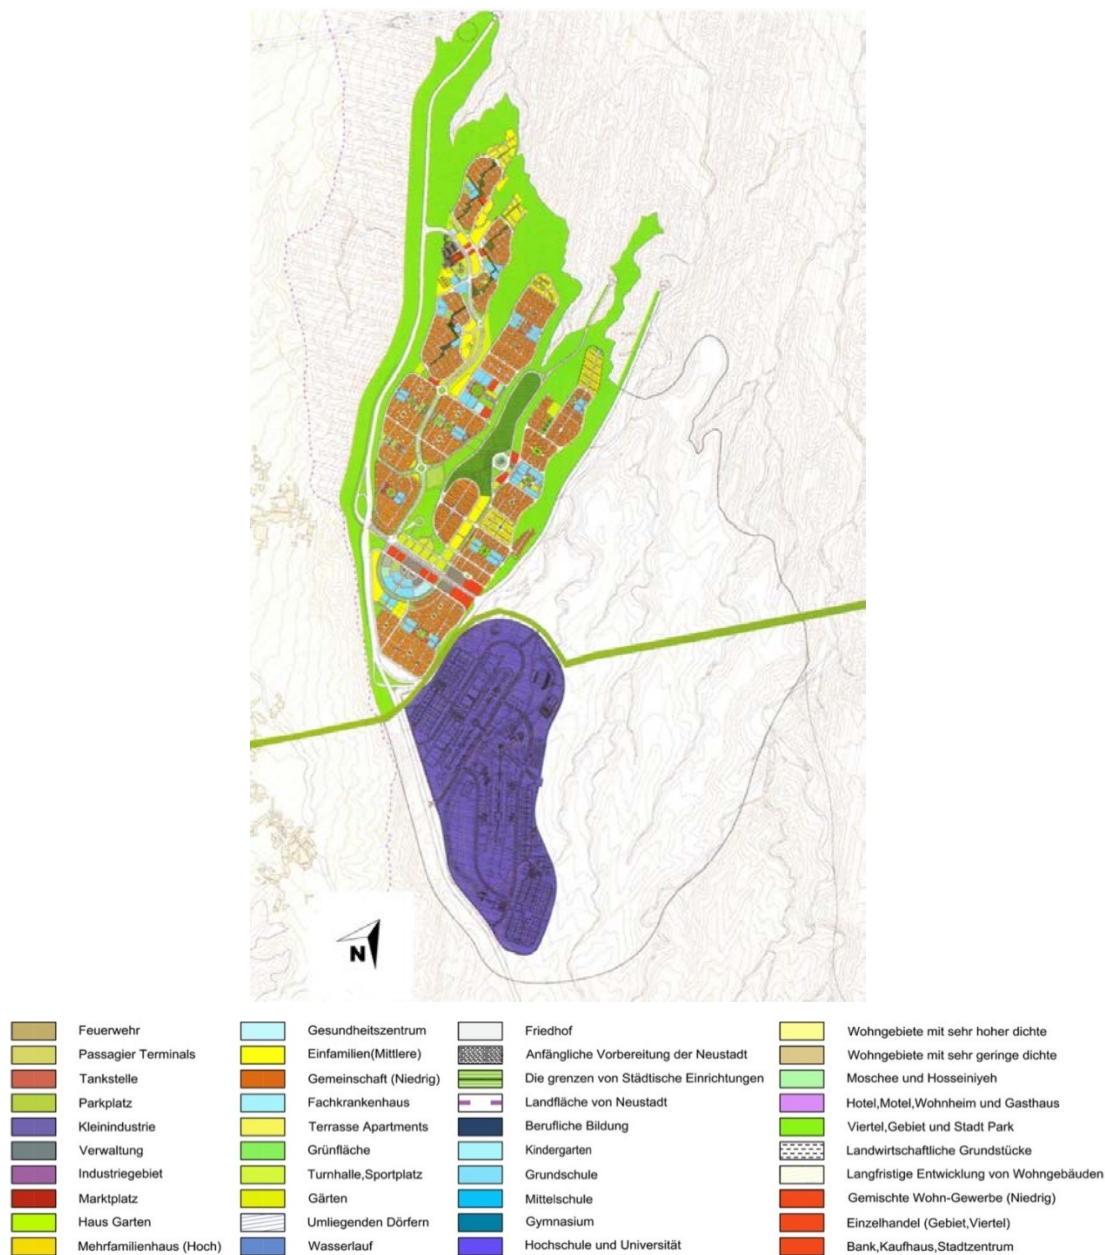 N
Feuerwehr
Passagier Terminals
Tankstelle
Parkplatz
Kleinindustrie
Verwaltung
Industriegebiet
Marktplatz
Haus Garten
Mehrfamilienhaus (Hoch)
Gesundheitszentrum
Einfamilien(Mittlere)
Gemeinschaft (Niedrig)
Fachkrankenhaus
Terrasse Apartments
Grünfläche
Turnhalle,Sportplatz
Gärten
Umliegenden Dörfern
Wasserlauf
Friedhof
Anfängliche Vorbereitung der Neustadt
Die grenzen von Städtische Einrichtungen
Landfläche von Neustadt
Berufliche Bildung
Kindergarten
Grundschule
Mittelschule
Gymnasium
Hochschule und Universität
Wohngebiete mit sehr hoher dichte
Wohngebiete mit sehr geringe dichte
Moschee und Hosseiniyeh
Hotel,Motel,Wohnheim und Gasthaus
Viertel,Gebiet und Stadt Park
Landwirtschaftliche Grundstücke
Langfristige Entwicklung von Wohngebäuden
Gemischte Wohn-Gewerbe (Niedrig)
Einzelhandel (Gebiet,Viertel)
Bank,Kaufhaus,Stadtzentrum